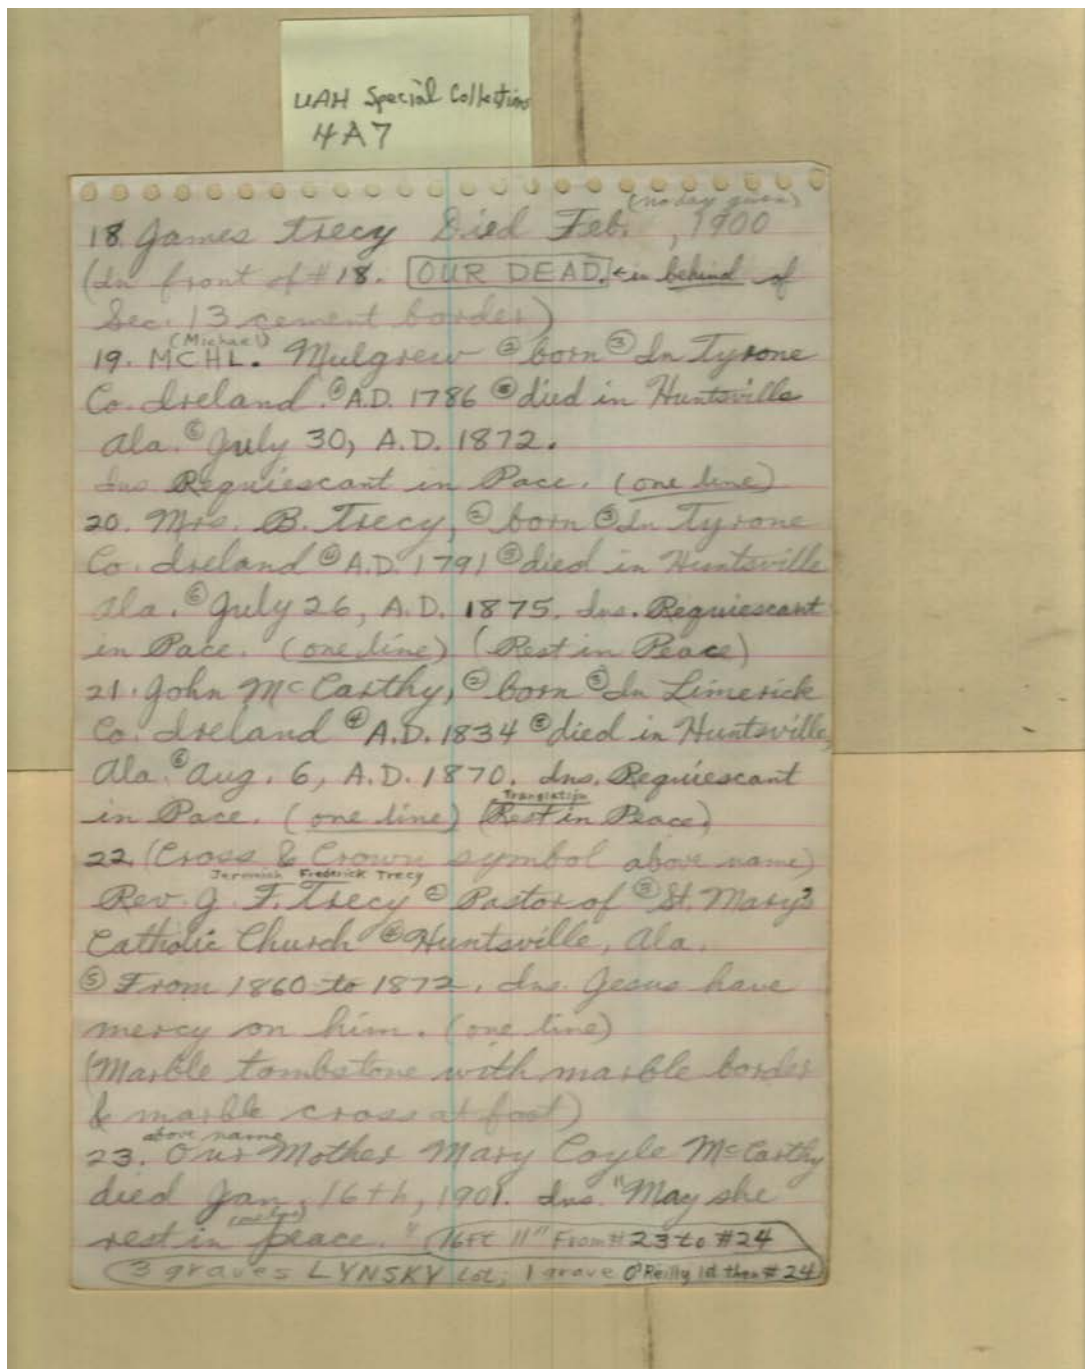 UAH Special Collections
4A7
(no day given)
18. James Trecy Died Feb. , 1900
(In front of #18. OUR DEAD. ← in behind of
Sec. 13 cement border)
(Michael)
19. MCHL. Mulgrew ② born ③ In Tyrone
Co. Ireland. ④ A.D. 1786 ⑤ died in Huntsville
Ala. ⑥ July 30, A.D. 1872.
Ins Requiescant in Pace. (one line)
20. Mrs. B. Trecy, ② born ③ In Tyrone
Co. Ireland ④ A.D. 1791 ⑤ died in Huntsville
Ala. ⑥ July 26, A.D. 1875. Ins. Requiescant
in Pace. (one line) (Rest in Peace)
21. John McCarthy, ② born ③ In Limerick
Co. Ireland ④ A.D. 1834 ⑤ died in Huntsville,
Ala. ⑥ Aug. 6, A.D. 1870. Ins. Requiescant
Translation
in Pace. (one line) (Rest in Peace)
22. (Cross & Crown symbol above name)
Jeremiah Frederick Trecy
Rev. J. F. Trecy ② Pastor of ③ St. Mary's
Catholic Church ④ Huntsville, Ala.
⑤ From 1860 to 1872. Ins. Jesus have
mercy on him. (one line)
(Marble tombstone with marble border
& marble cross at foot)
above name
23. Our Mother Mary Coyle McCarthy
died Jan. 16th, 1901. Ins. "May she
rest in peace." (16 Ft 11" From #23 to #24
(3 graves LYNSKY Lot; 1 grave O'Reilly lot then #24)